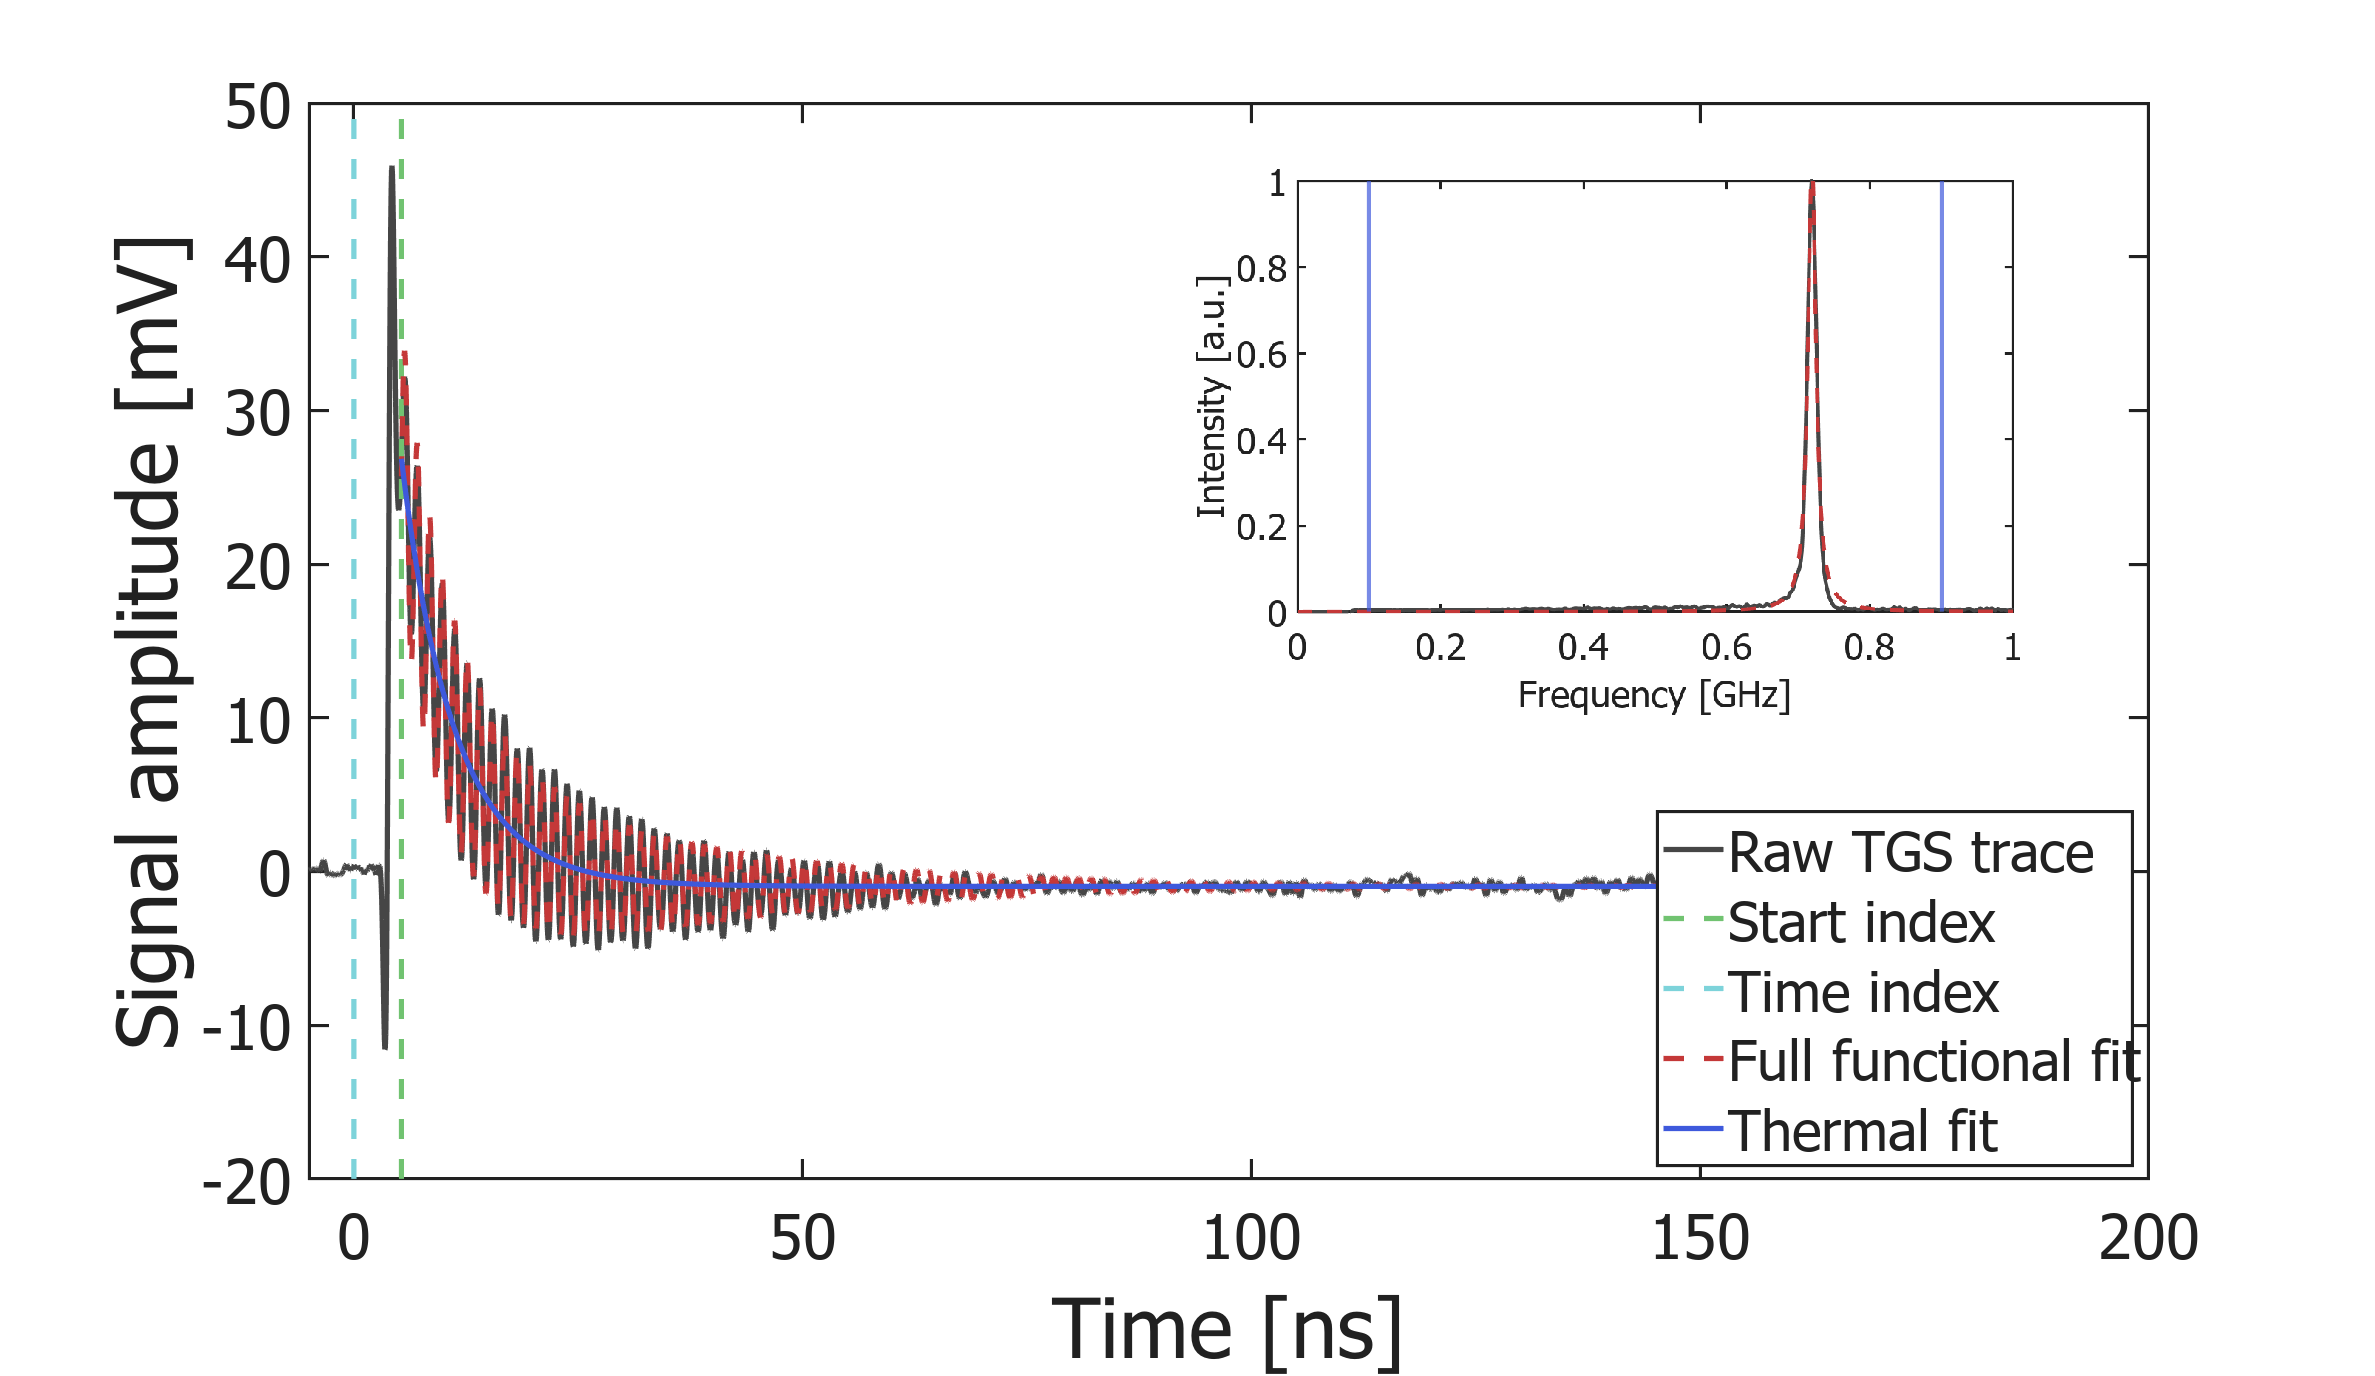 Signal amplitude [mV]
50
40
30
20
10
0
-10
-20
0
50
100
150
200
Time [ns]
Intensity [a.u.]
1
0.8
0.6
0.4
0.2
0
0
0.2
0.4
0.6
0.8
1
Frequency [GHz]
Raw TGS trace
Start index
Time index
Full functional fit
Thermal fit